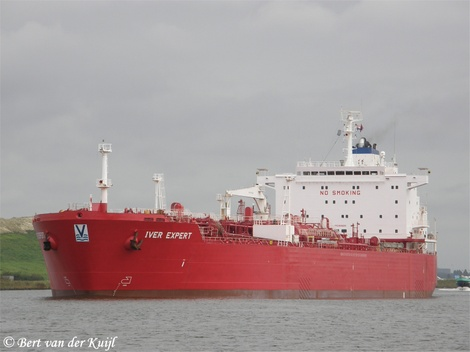 NO SMOKING
IVER EXPERT
V
© Bert van der Kuijl